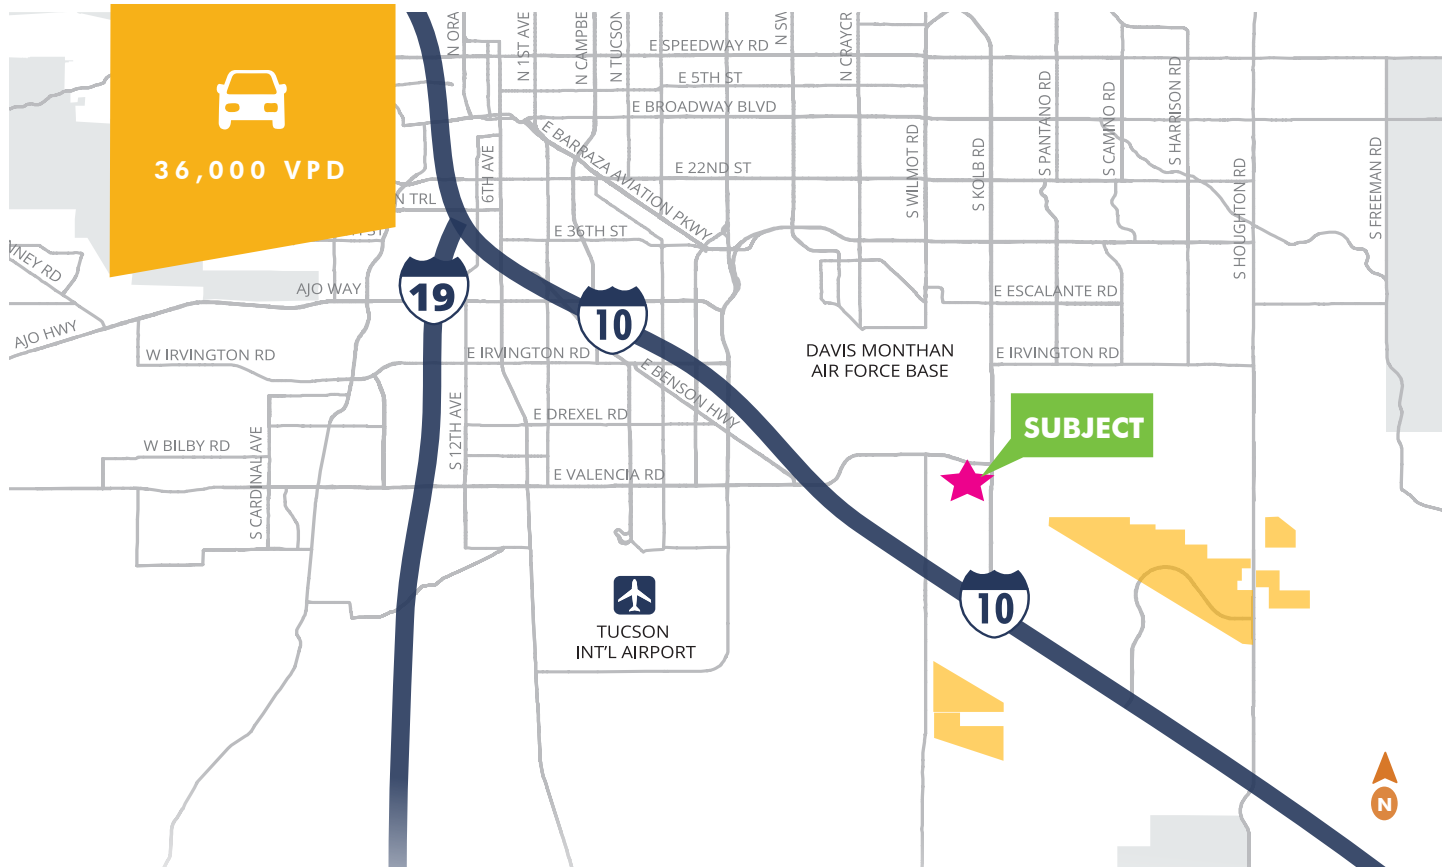 36,000 VPD
N ORA
N 1ST AVE
N CAMPBE
N TUCSON
N SW
N CRAYCR
E SPEEDWAY RD
E 5TH ST
E BROADWAY BLVD
E BARRAZA AVIATION PKWY
E 22ND ST
6TH AVE
N TRL
ST
E 36TH ST
S WILMOT RD
S KOLB RD
S PANTANO RD
S CAMINO RD
S HARRISON RD
S HOUGHTON RD
S FREEMAN RD
NEY RD
AJO WAY
AJO HWY
19
10
E ESCALANTE RD
W IRVINGTON RD
E IRVINGTON RD
E BENSON HWY
DAVIS MONTHAN
AIR FORCE BASE
E IRVINGTON RD
E DREXEL RD
S 12TH AVE
SUBJECT
W BILBY RD
S CARDINAL AVE
E VALENCIA RD
10
TUCSON
INT'L AIRPORT
N